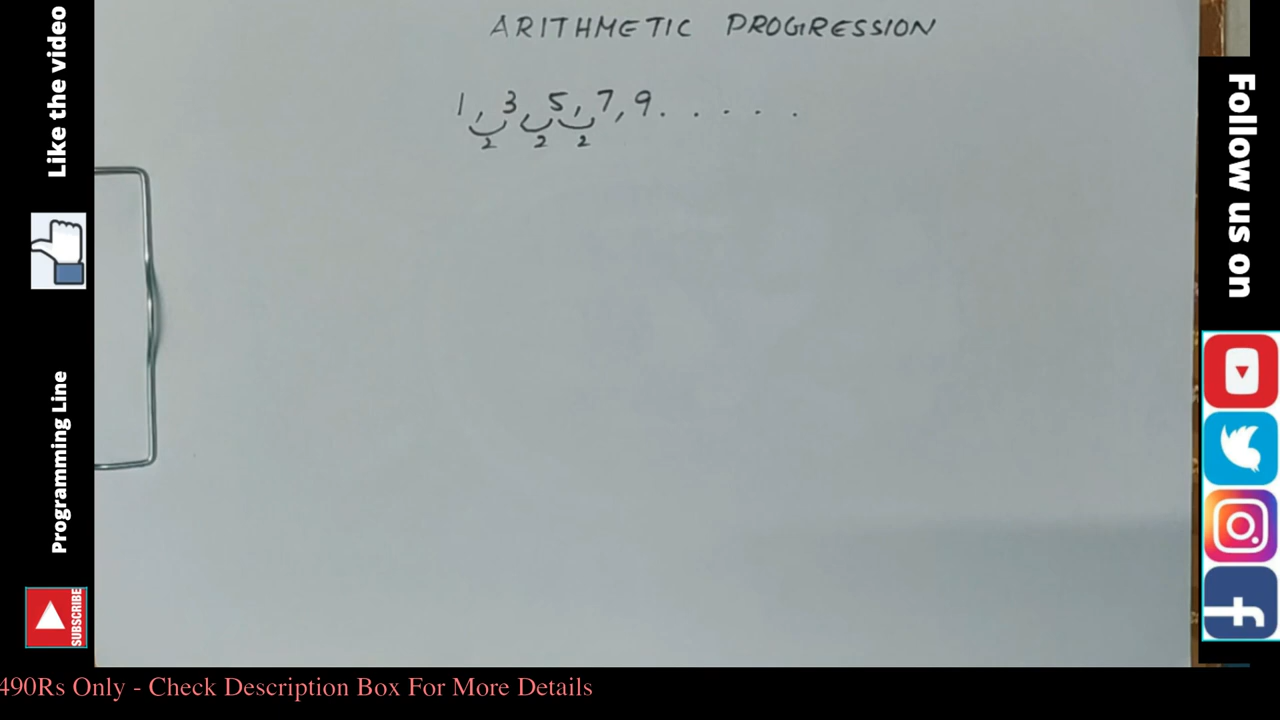 ARITHMETIC PROGRESSION
1, 3, 5, 7, 9. . . . . .
2 2 2
Like the video
Programming Line
SUBSCRIBE
Follow us on
490Rs Only - Check Description Box For More Details